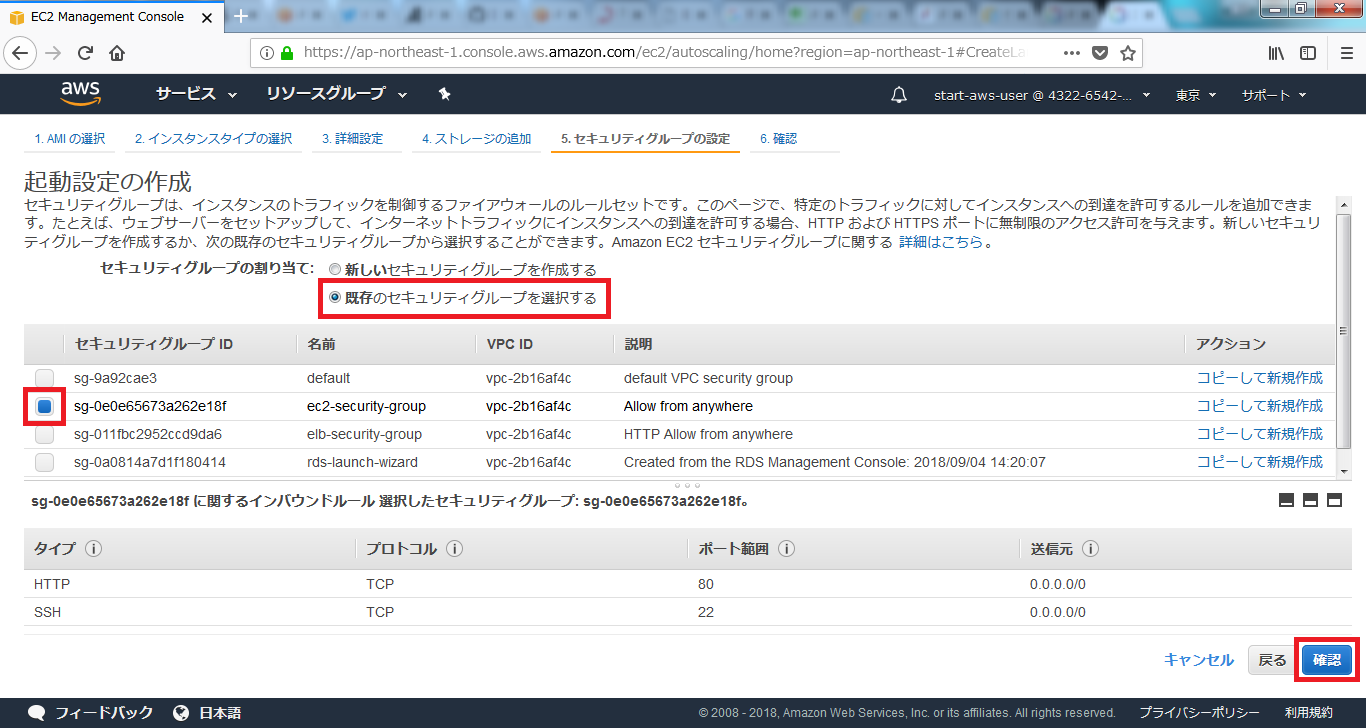 EC2 Management Console
https://ap-northeast-1.console.aws.amazon.com/ec2/autoscaling/home?region=ap-northeast-1#CreateLa
aws サービス リソースグループ start-aws-user @ 4322-6542-... 東京 サポート
1. AMI の選択 2. インスタンスタイプの選択 3. 詳細設定 4. ストレージの追加 5. セキュリティグループの設定 6. 確認
起動設定の作成
セキュリティグループは、インスタンスのトラフィックを制御するファイアウォールのルールセットです。このページで、特定のトラフィックに対してインスタンスへの到達を許可するルールを追加できま
す。たとえば、ウェブサーバーをセットアップして、インターネットトラフィックにインスタンスへの到達を許可する場合、HTTP および HTTPS ポートに無制限のアクセス許可を与えます。新しいセキュリ
ティグループを作成するか、次の既存のセキュリティグループから選択することができます。Amazon EC2 セキュリティグループに関する 詳細はこちら 。
セキュリティグループの割り当て: 新しいセキュリティグループを作成する
既存のセキュリティグループを選択する
セキュリティグループ ID 名前 VPC ID 説明 アクション
sg-9a92cae3 default vpc-2b16af4c default VPC security group コピーして新規作成
sg-0e0e65673a262e18f ec2-security-group vpc-2b16af4c Allow from anywhere コピーして新規作成
sg-011fbc2952ccd9da6 elb-security-group vpc-2b16af4c HTTP Allow from anywhere コピーして新規作成
sg-0a0814a7d1f180414 rds-launch-wizard vpc-2b16af4c Created from the RDS Management Console: 2018/09/04 14:20:07 コピーして新規作成
sg-0e0e65673a262e18f に関するインバウンドルール 選択したセキュリティグループ: sg-0e0e65673a262e18f。
タイプ プロトコル ポート範囲 送信元
HTTP TCP 80 0.0.0.0/0
SSH TCP 22 0.0.0.0/0
キャンセル 戻る 確認
フィードバック 日本語 © 2008 - 2018, Amazon Web Services, Inc. or its affiliates. All rights reserved. プライバシーポリシー 利用規約